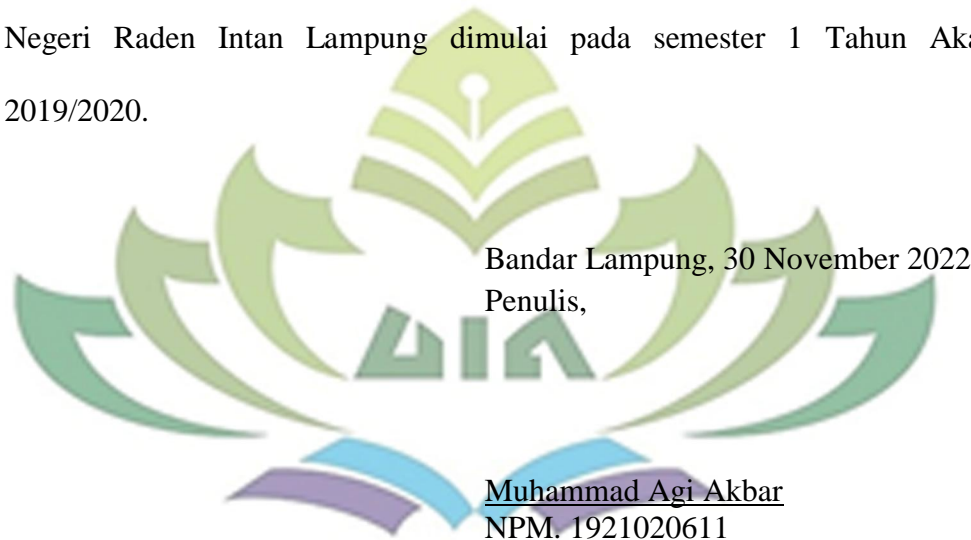 Negeri Raden Intan Lampung dimulai pada semester 1 Tahun
2019/2020.
Bandar Lampung, 30 November 2022
Penulis,
UIN
Muhammad Agi Akbar
NPM. 1921020611